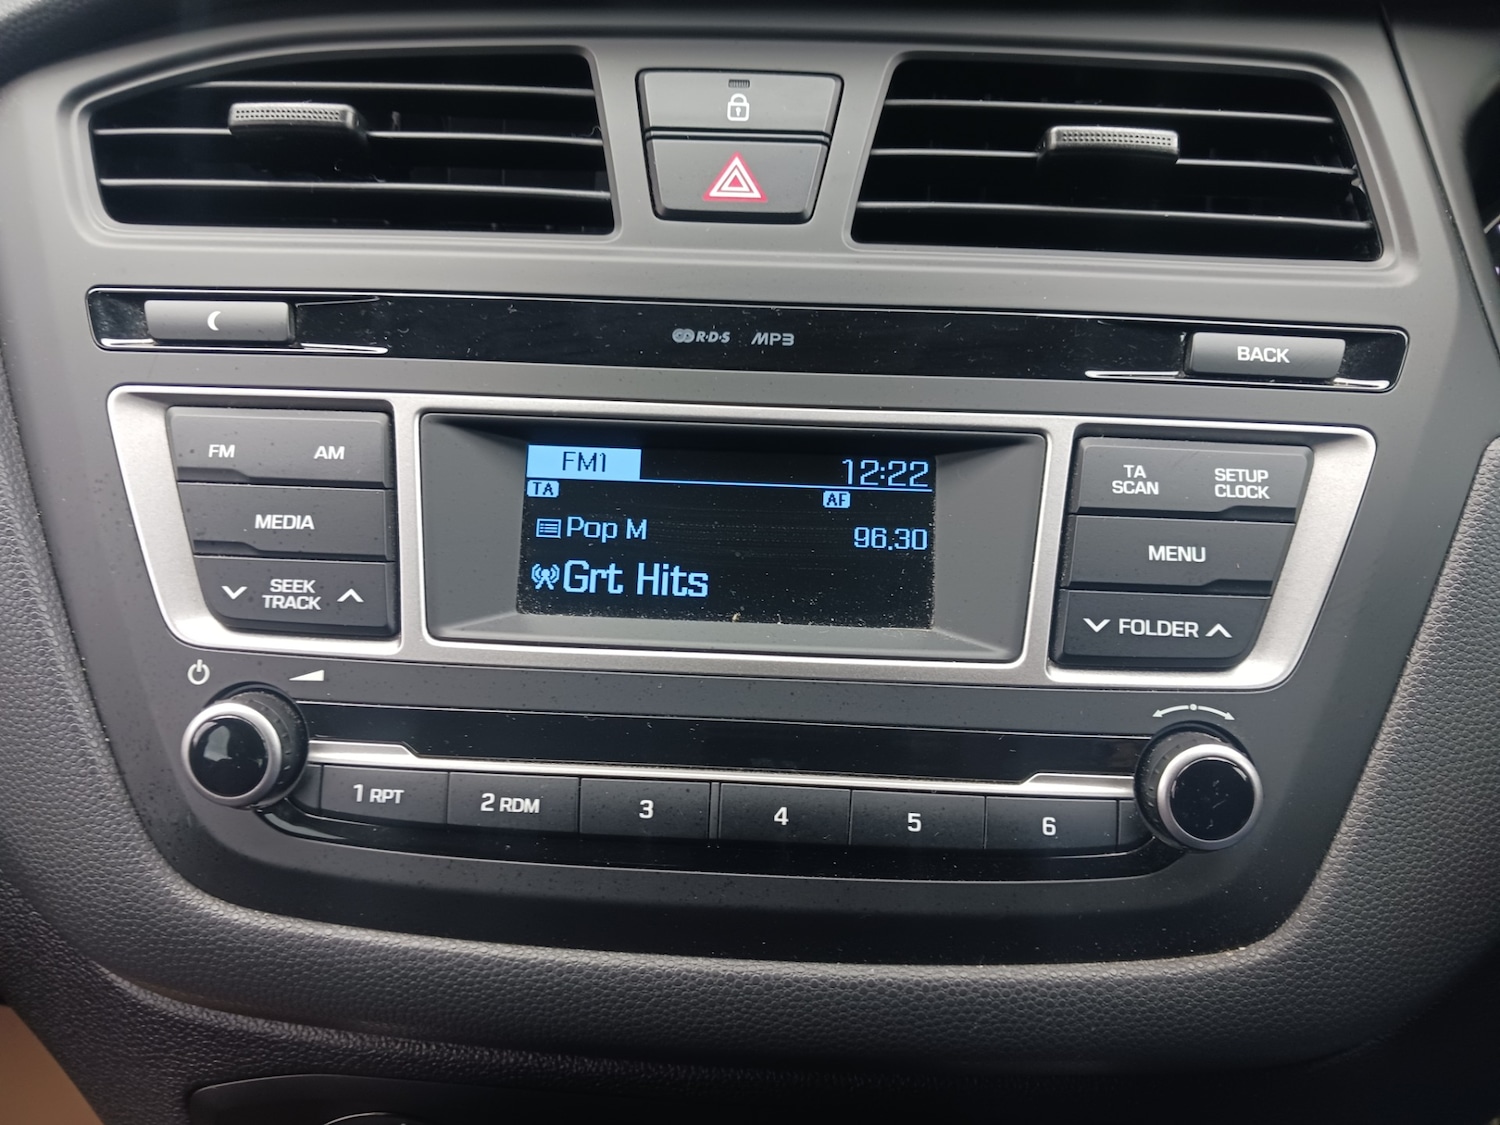 R·D·S MP3
BACK
FM AM
MEDIA
SEEK
TRACK
FM1 12:22
TA AF
Pop M 96.30
Grt Hits
TA
SCAN
SETUP
CLOCK
MENU
FOLDER
1 RPT 2 RDM 3 4 5 6